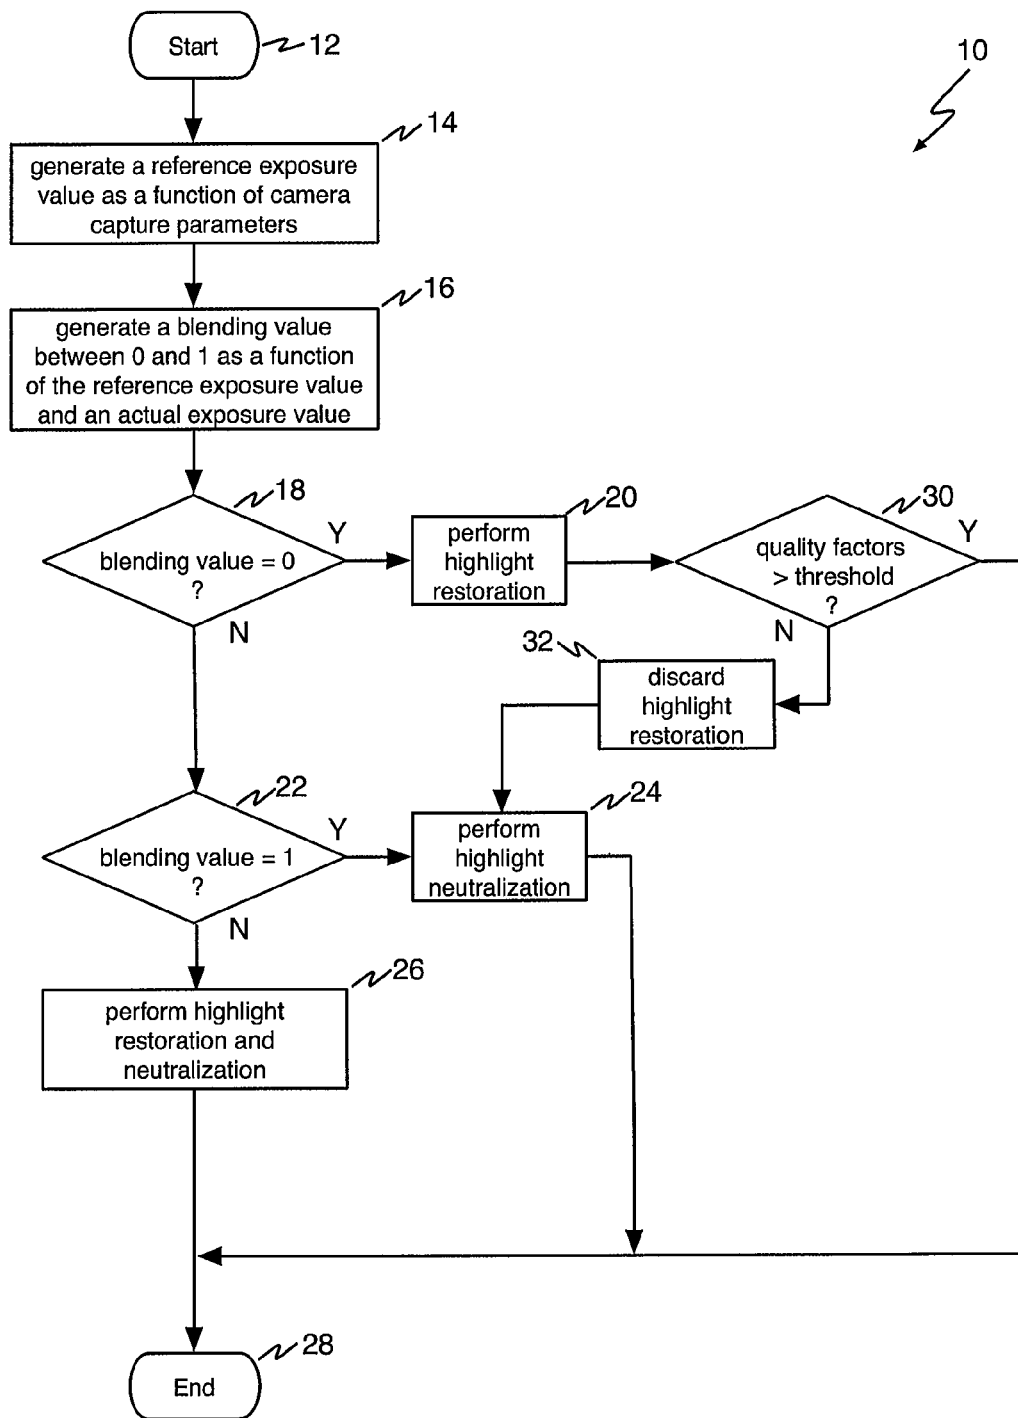 Start
12
10
14
generate a reference exposure
value as a function of camera
capture parameters
16
generate a blending value
between 0 and 1 as a function
of the reference exposure value
and an actual exposure value
18
blending value = 0
?
Y
N
20
perform
highlight
restoration
30
quality factors
> threshold
?
Y
N
32
discard
highlight
restoration
22
blending value = 1
?
Y
N
24
perform
highlight
neutralization
26
perform highlight
restoration and
neutralization
28
End